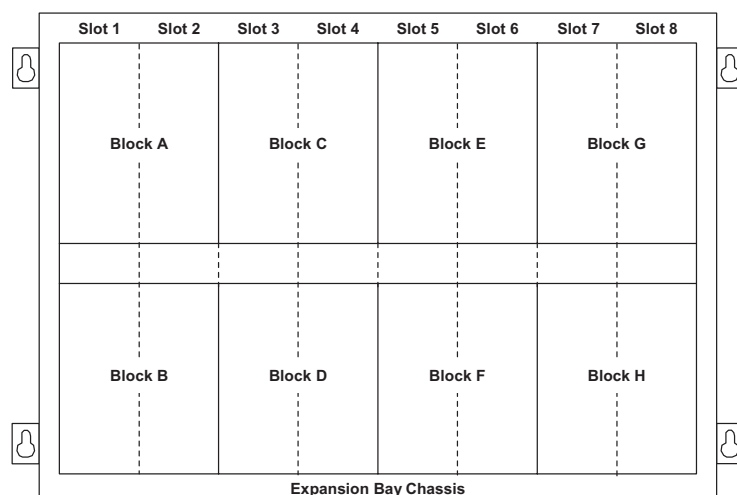 Slot 1 Slot 2 Slot 3 Slot 4 Slot 5 Slot 6 Slot 7 Slot 8
Block A Block C Block E Block G
Block B Block D Block F Block H
Expansion Bay Chassis